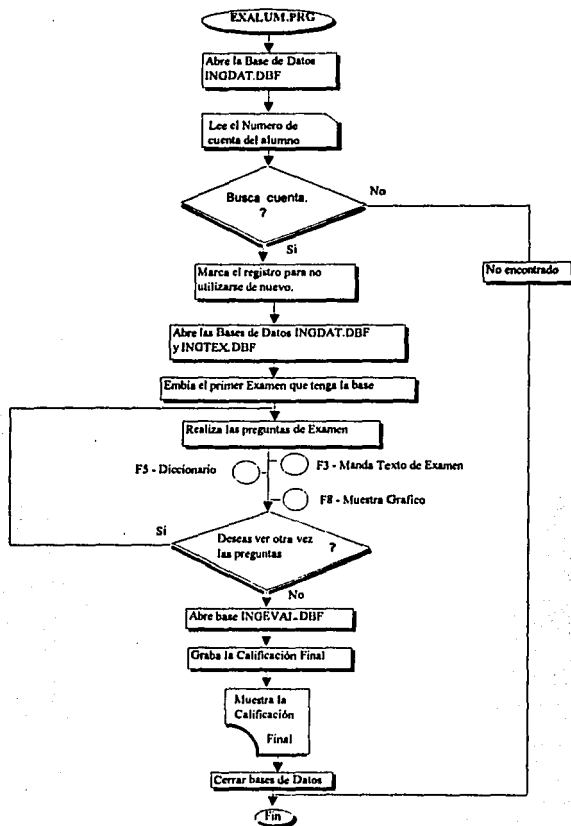 EXALUM.PRG
Abre la Base de Datos
INGDAT.DBF
Lee el Numero de
cuenta del alumno
Busca cuenta.
?
No
Si
Marca el registro para no
utilizarse de nuevo.
No encontrado
Abre las Bases de Datos INGDAT.DBF
y INGTEX.DBF
Embia el primer Examen que tenga la base
Realiza las preguntas de Examen
F5 - Diccionario
F3 - Manda Texto de Examen
F8 - Muestra Grafico
Si
Deseas ver otra vez
las preguntas
?
No
Abre base INGEVAL.DBF
Graba la Calificación Final
Muestra la
Calificación
Final
Cerrar bases de Datos
Fin